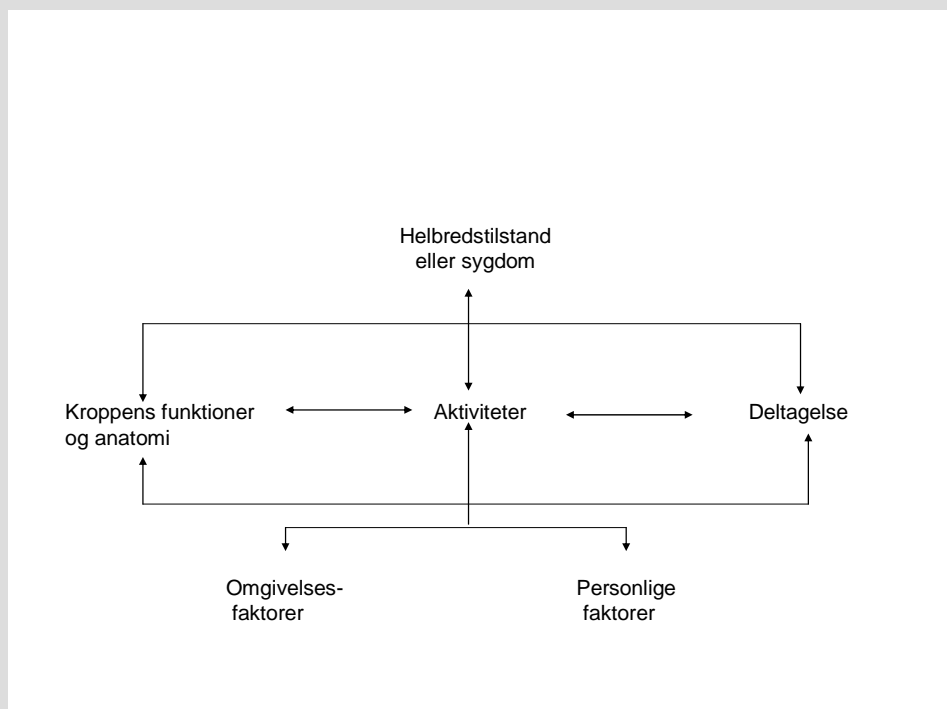 Helbredstilstand
eller sygdom
Kroppens funktioner
og anatomi
Aktiviteter
Deltagelse
Omgivelses-
faktorer
Personlige
faktorer